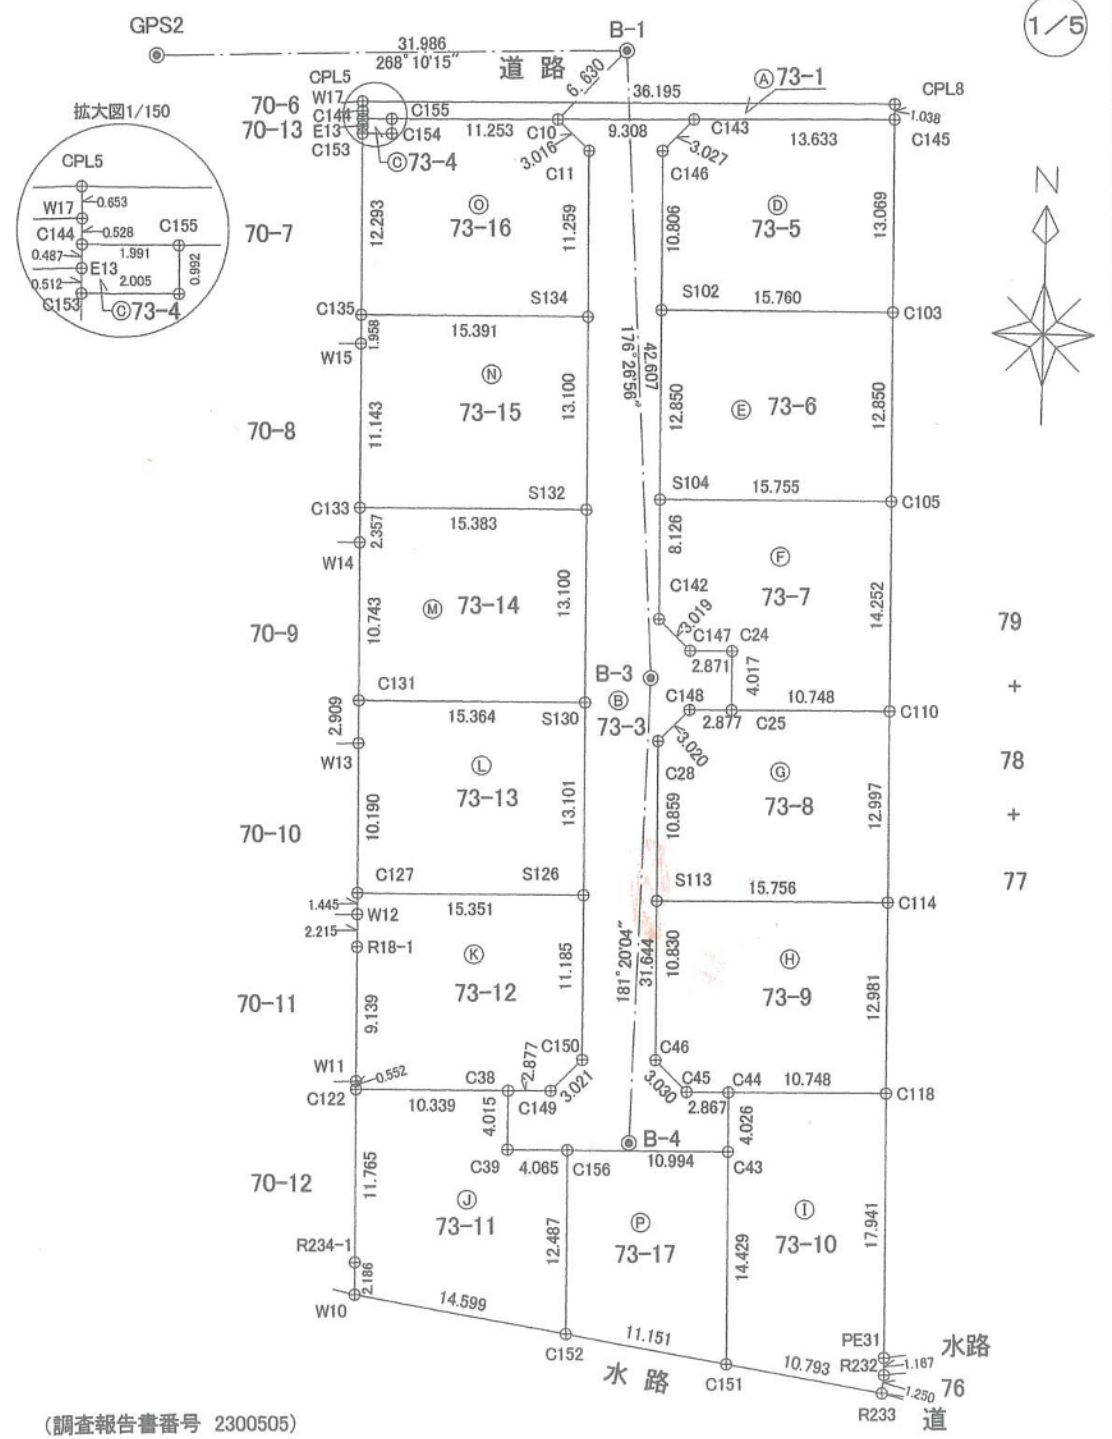 GPS2
B-1
1/5
31.986
268°10'15"
道路
6.630
Ⓐ73-1
36.195
CPL8
1.038
C145
CPL5
W17
C144
E13
C153
70-6
70-13
C155
C154
11.253
C10
9.308
C143
13.633
Ⓒ73-4
3.016
C11
3.027
C146
拡大図1/150
CPL5
0.653
W17
0.528
C144
C155
1.991
0.487
E13
0.992
0.512
2.005
C153
Ⓒ73-4
N
70-7
12.293
Ⓞ
73-16
11.259
10.806
Ⓓ
73-5
13.069
C135
S134
S102
15.760
C103
1.958
15.391
W15
176°26'56"
42.607
Ⓝ
73-15
13.100
12.850
Ⓔ 73-6
12.850
70-8
11.143
C133
S132
S104
15.755
C105
2.357
15.383
W14
8.126
Ⓕ
73-7
14.252
Ⓜ 73-14
13.100
C142
3.019
70-9
10.743
C147
C24
2.871
4.017
79
+
78
+
77
C131
B-3
C148
10.748
C110
2.909
15.364
S130
Ⓑ
73-3
2.877
C25
W13
3.020
C28
Ⓛ
73-13
13.101
10.859
Ⓖ
73-8
12.997
70-10
10.190
C127
S126
S113
15.756
C114
1.445
W12
15.351
2.215
R18-1
181°20'04"
31.644
Ⓚ
73-12
11.185
10.830
Ⓗ
73-9
12.981
70-11
9.139
W11
0.552
C38
2.877
C150
C46
C122
10.339
C149
3.021
3.030
C45
C44
10.748
C118
2.867
4.015
4.026
B-4
C39
4.065
C156
10.994
C43
70-12
11.765
Ⓙ
73-11
12.487
Ⓟ
73-17
14.429
Ⓘ
73-10
17.941
R234-1
2.186
W10
14.599
C152
11.151
水路
C151
10.793
PE31
水路
R232
1.167
76
1.250
R233
道
(調査報告書番号 2300505)